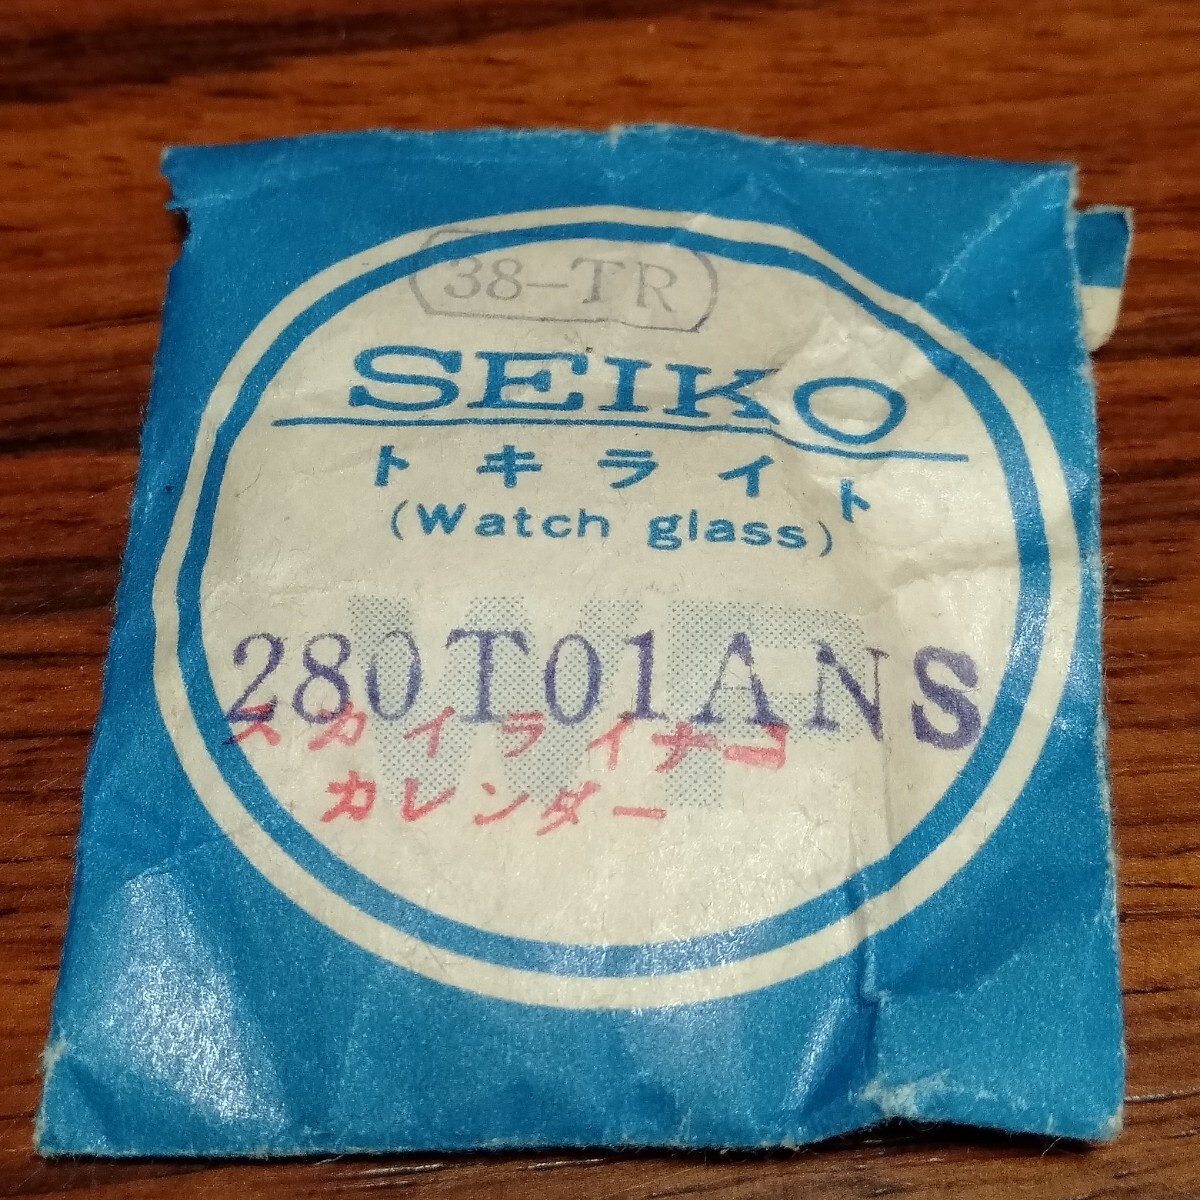 38-TR
SEIKO
トキライト
(Watch glass)
WP
280T01ANS
スカイライナー
カレンダー